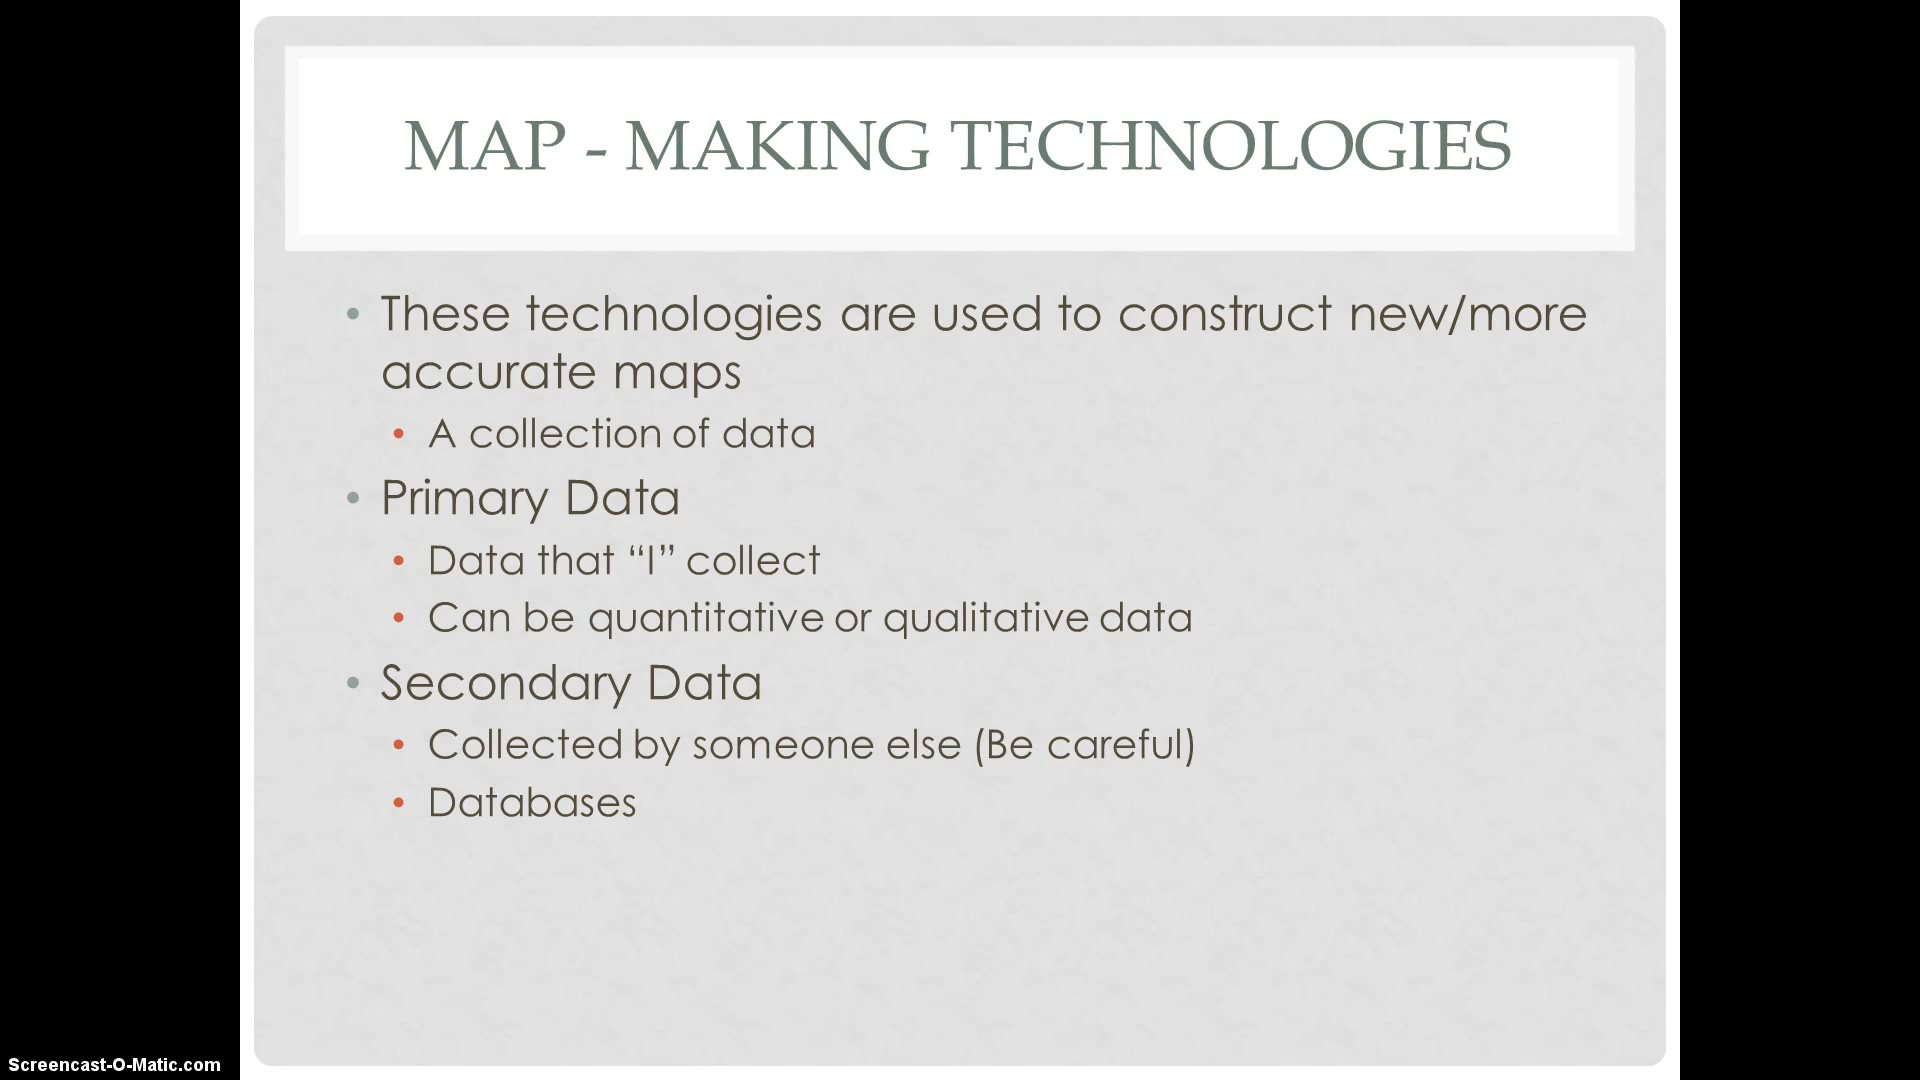 MAP - MAKING TECHNOLOGIES
• These technologies are used to construct new/more
accurate maps
• A collection of data
• Primary Data
• Data that “I” collect
• Can be quantitative or qualitative data
• Secondary Data
• Collected by someone else (Be careful)
• Databases
Screencast-O-Matic.com